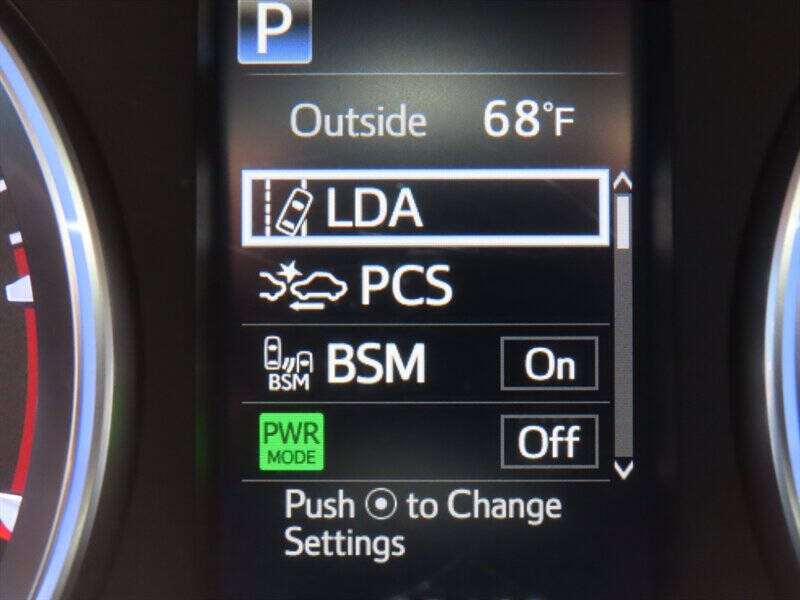 P
Outside 68°F
LDA
PCS
BSM BSM On
PWR MODE Off
Push to Change
Settings